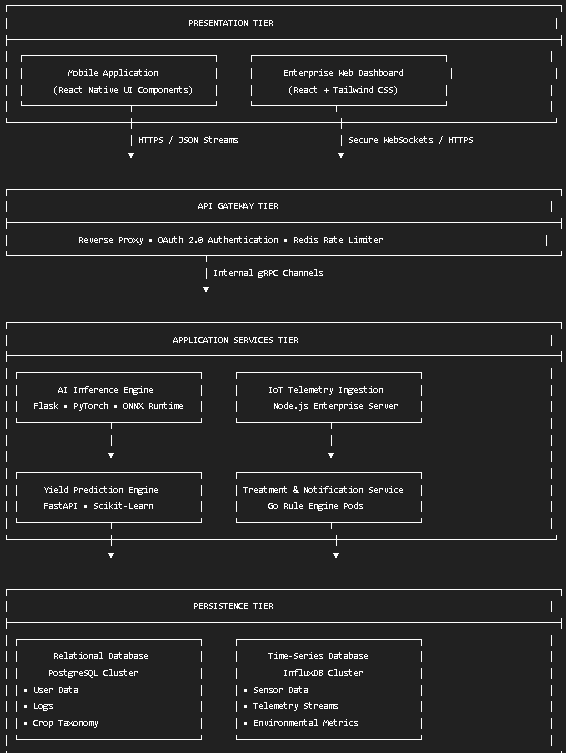 PRESENTATION TIER
Mobile Application
(React Native UI Components)
Enterprise Web Dashboard
(React + Tailwind CSS)
HTTPS / JSON Streams
Secure WebSockets / HTTPS
API GATEWAY TIER
Reverse Proxy • OAuth 2.0 Authentication • Redis Rate Limiter
Internal gRPC Channels
APPLICATION SERVICES TIER
AI Inference Engine
Flask • PyTorch • ONNX Runtime
IoT Telemetry Ingestion
Node.js Enterprise Server
Yield Prediction Engine
FastAPI • Scikit-Learn
Treatment & Notification Service
Go Rule Engine Pods
PERSISTENCE TIER
Relational Database
PostgreSQL Cluster
• User Data
• Logs
• Crop Taxonomy
Time-Series Database
InfluxDB Cluster
• Sensor Data
• Telemetry Streams
• Environmental Metrics